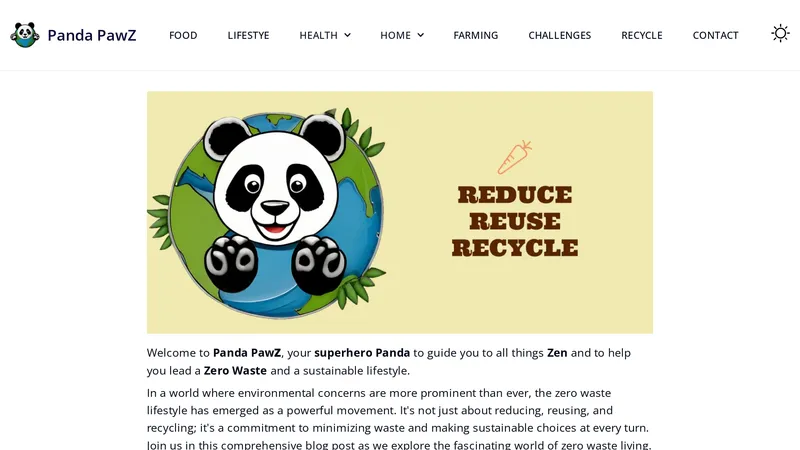 Panda PawZ
FOOD
LIFESTYE
HEALTH
HOME
FARMING
CHALLENGES
RECYCLE
CONTACT
REDUCE
REUSE
RECYCLE
Welcome to Panda PawZ, your superhero Panda to guide you to all things Zen and to help
you lead a Zero Waste and a sustainable lifestyle.
In a world where environmental concerns are more prominent than ever, the zero waste
lifestyle has emerged as a powerful movement. It's not just about reducing, reusing, and
recycling; it's a commitment to minimizing waste and making sustainable choices at every turn.
Join us in this comprehensive blog post as we explore the fascinating world of zero waste living.